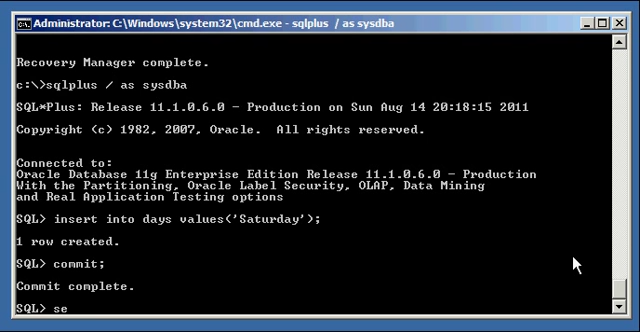 Administrator: C:\Windows\system32\cmd.exe - sqlplus / as sysdba
Recovery Manager complete.
c:\>sqlplus / as sysdba
SQL*Plus: Release 11.1.0.6.0 - Production on Sun Aug 14 20:18:15 2011
Copyright (c) 1982, 2007, Oracle.  All rights reserved.
Connected to:
Oracle Database 11g Enterprise Edition Release 11.1.0.6.0 - Production
With the Partitioning, Oracle Label Security, OLAP, Data Mining
and Real Application Testing options
SQL> insert into days values('Saturday');
1 row created.
SQL> commit;
Commit complete.
SQL> se